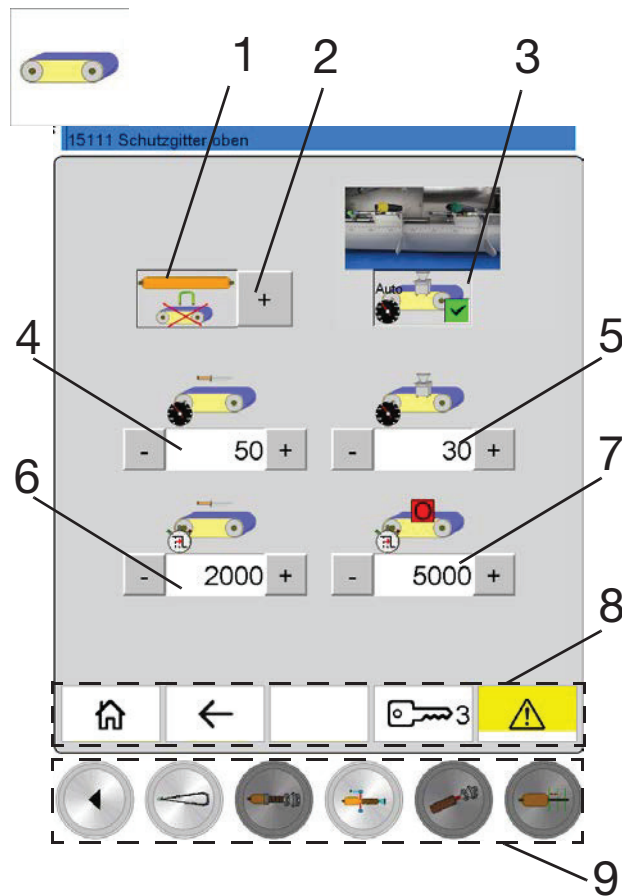 1 2 3
15111 Schutzgitter oben
Auto
+
4 5
- 50 + - 30 +
6 7
O
- 2000 + - 5000 +
8
3
9